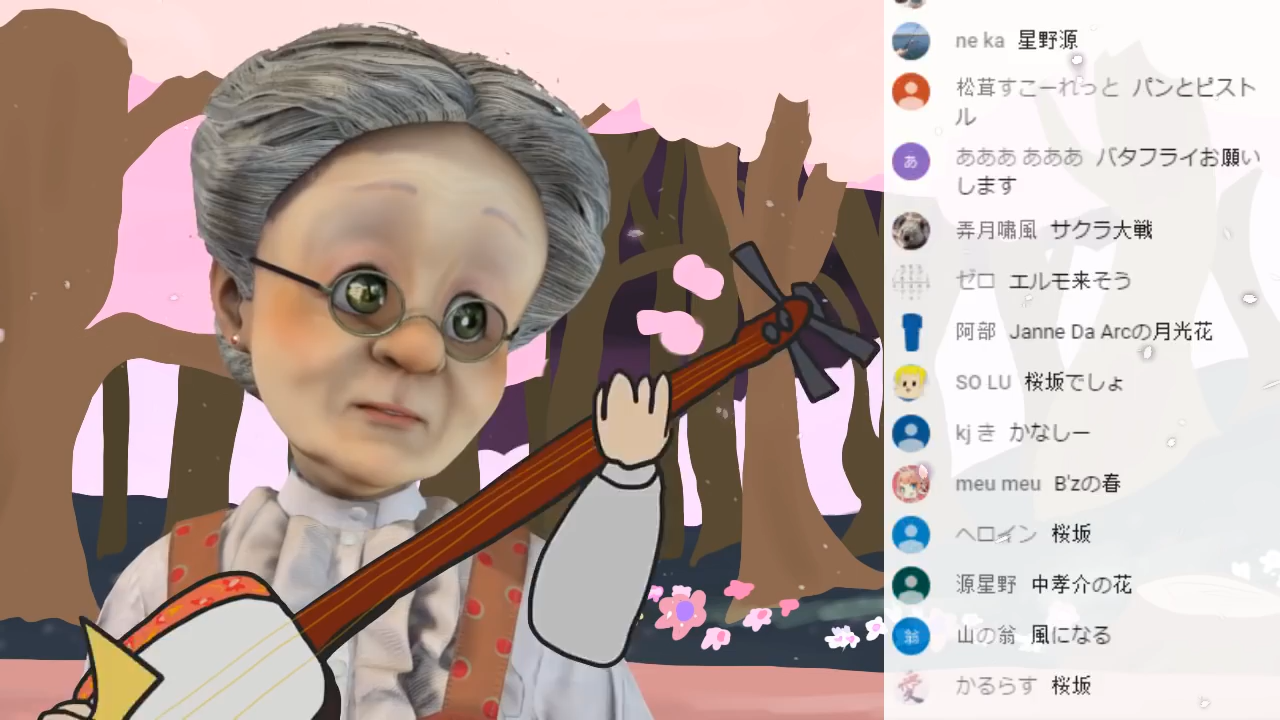 ne ka 星野源
松茸すこーれっと パンとピスト
ル
あ あああ あああ バタフライお願い
します
弄月嘯風 サクラ大戦
ゼロ エルモ来そう
阿部 Janne Da Arcの月光花
SO LU 桜坂でしょ
kj き かなしー
meu meu B'zの春
ヘロイン 桜坂
源星野 中孝介の花
翁 山の翁 風になる
愛 かるらす 桜坂